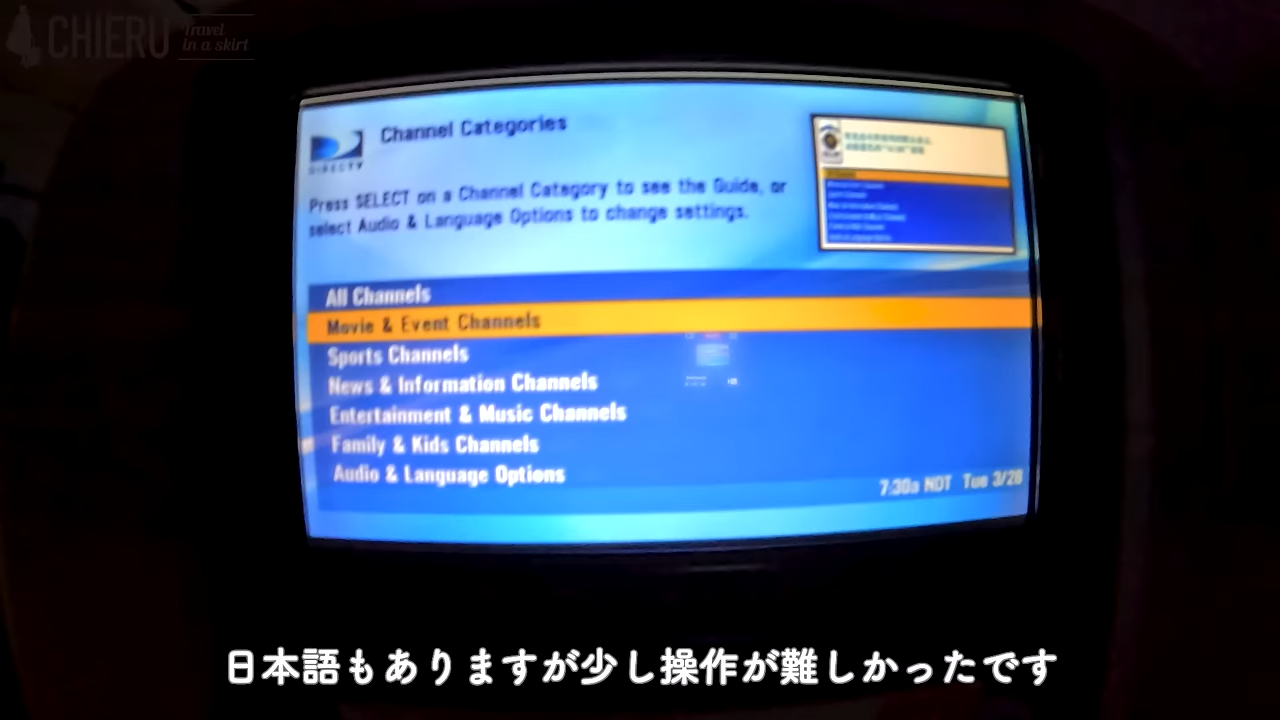 CHIERU
Travel
in a skirt
DIRECTV
Channel Categories
Press SELECT on a Channel Category to see the Guide, or
select Audio & Language Options to change settings.
All Channels
Movie & Event Channels
Sports Channels
News & Information Channels
Entertainment & Music Channels
Family & Kids Channels
Audio & Language Options
7:30a NDT Tue 3/28
日本語もありますが少し操作が難しかったです